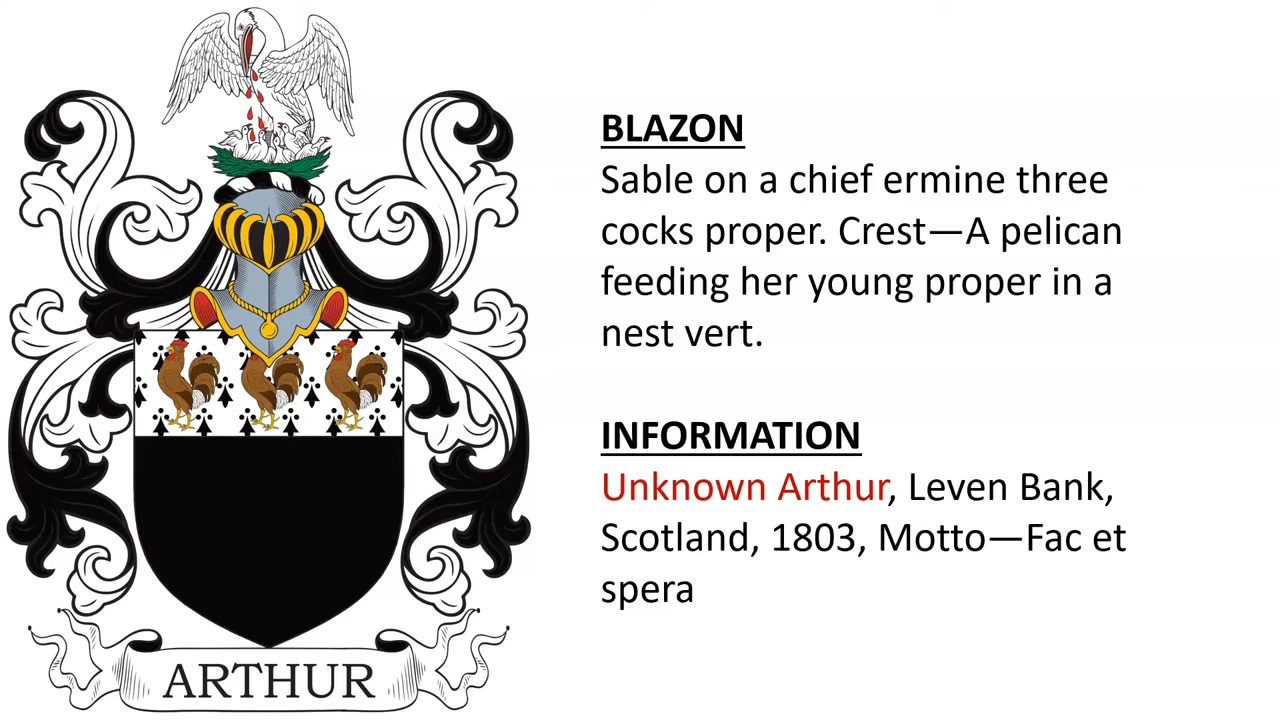 BLAZON
Sable on a chief ermine three
cocks proper. Crest—A pelican
feeding her young proper in a
nest vert.
INFORMATION
Unknown Arthur, Leven Bank,
Scotland, 1803, Motto—Fac et
spera
ARTHUR